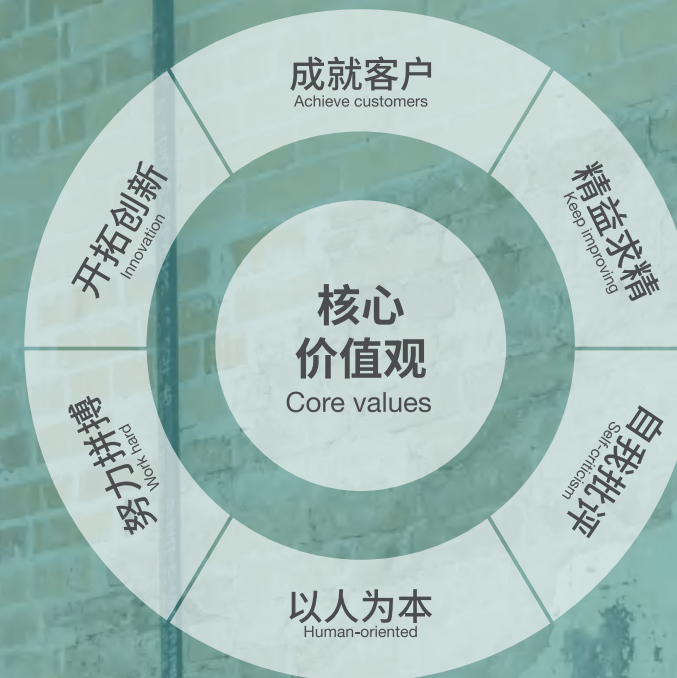 成就客户
Achieve customers
精益求精
Keep improving
自我批评
Self-criticism
以人为本
Human-oriented
努力拼搏
Work hard
开拓创新
Innovation
核心
价值观
Core values